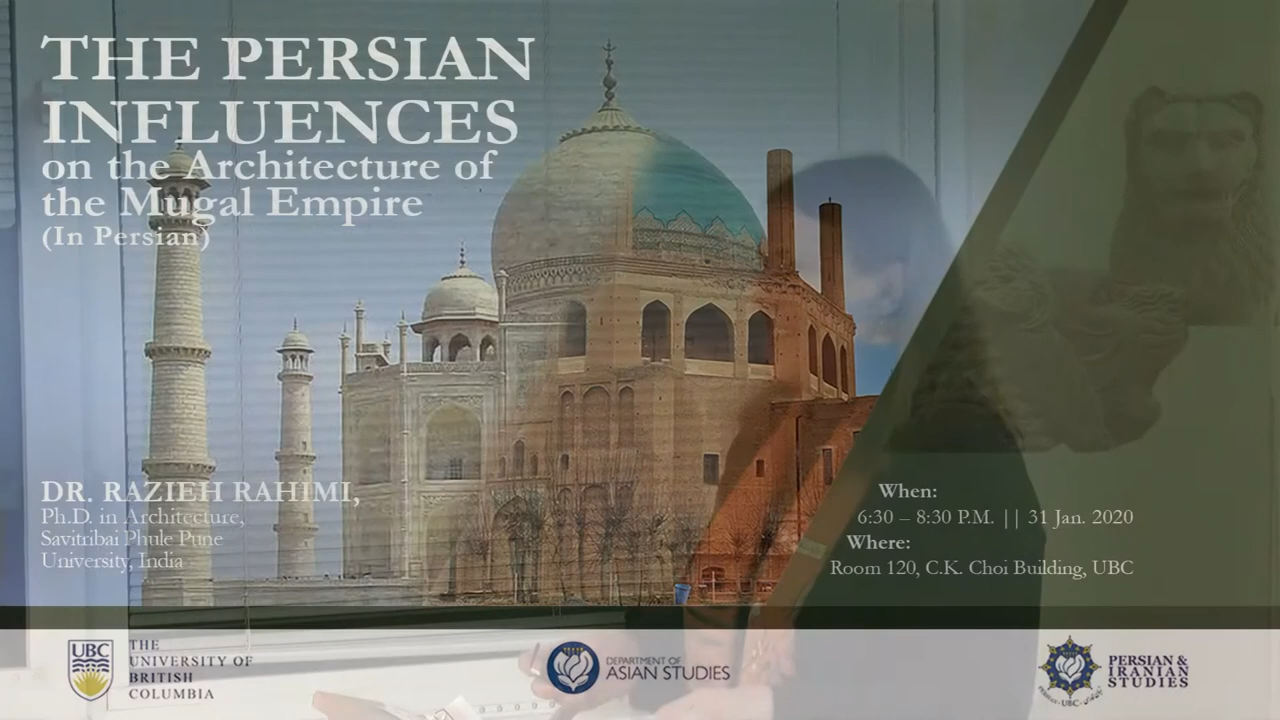 THE PERSIAN
INFLUENCES
on the Architecture of
the Mugal Empire
(In Persian)
DR. RAZIEH RAHIMI,
Ph.D. in Architecture,
Savitribai Phule Pune
University, India
When:
6:30 – 8:30 P.M. || 31 Jan. 2020
Where:
Room 120, C.K. Choi Building, UBC
UBC
THE
UNIVERSITY OF
BRITISH
COLUMBIA
DEPARTMENT OF
ASIAN STUDIES
PERSIAN &
IRANIAN
STUDIES